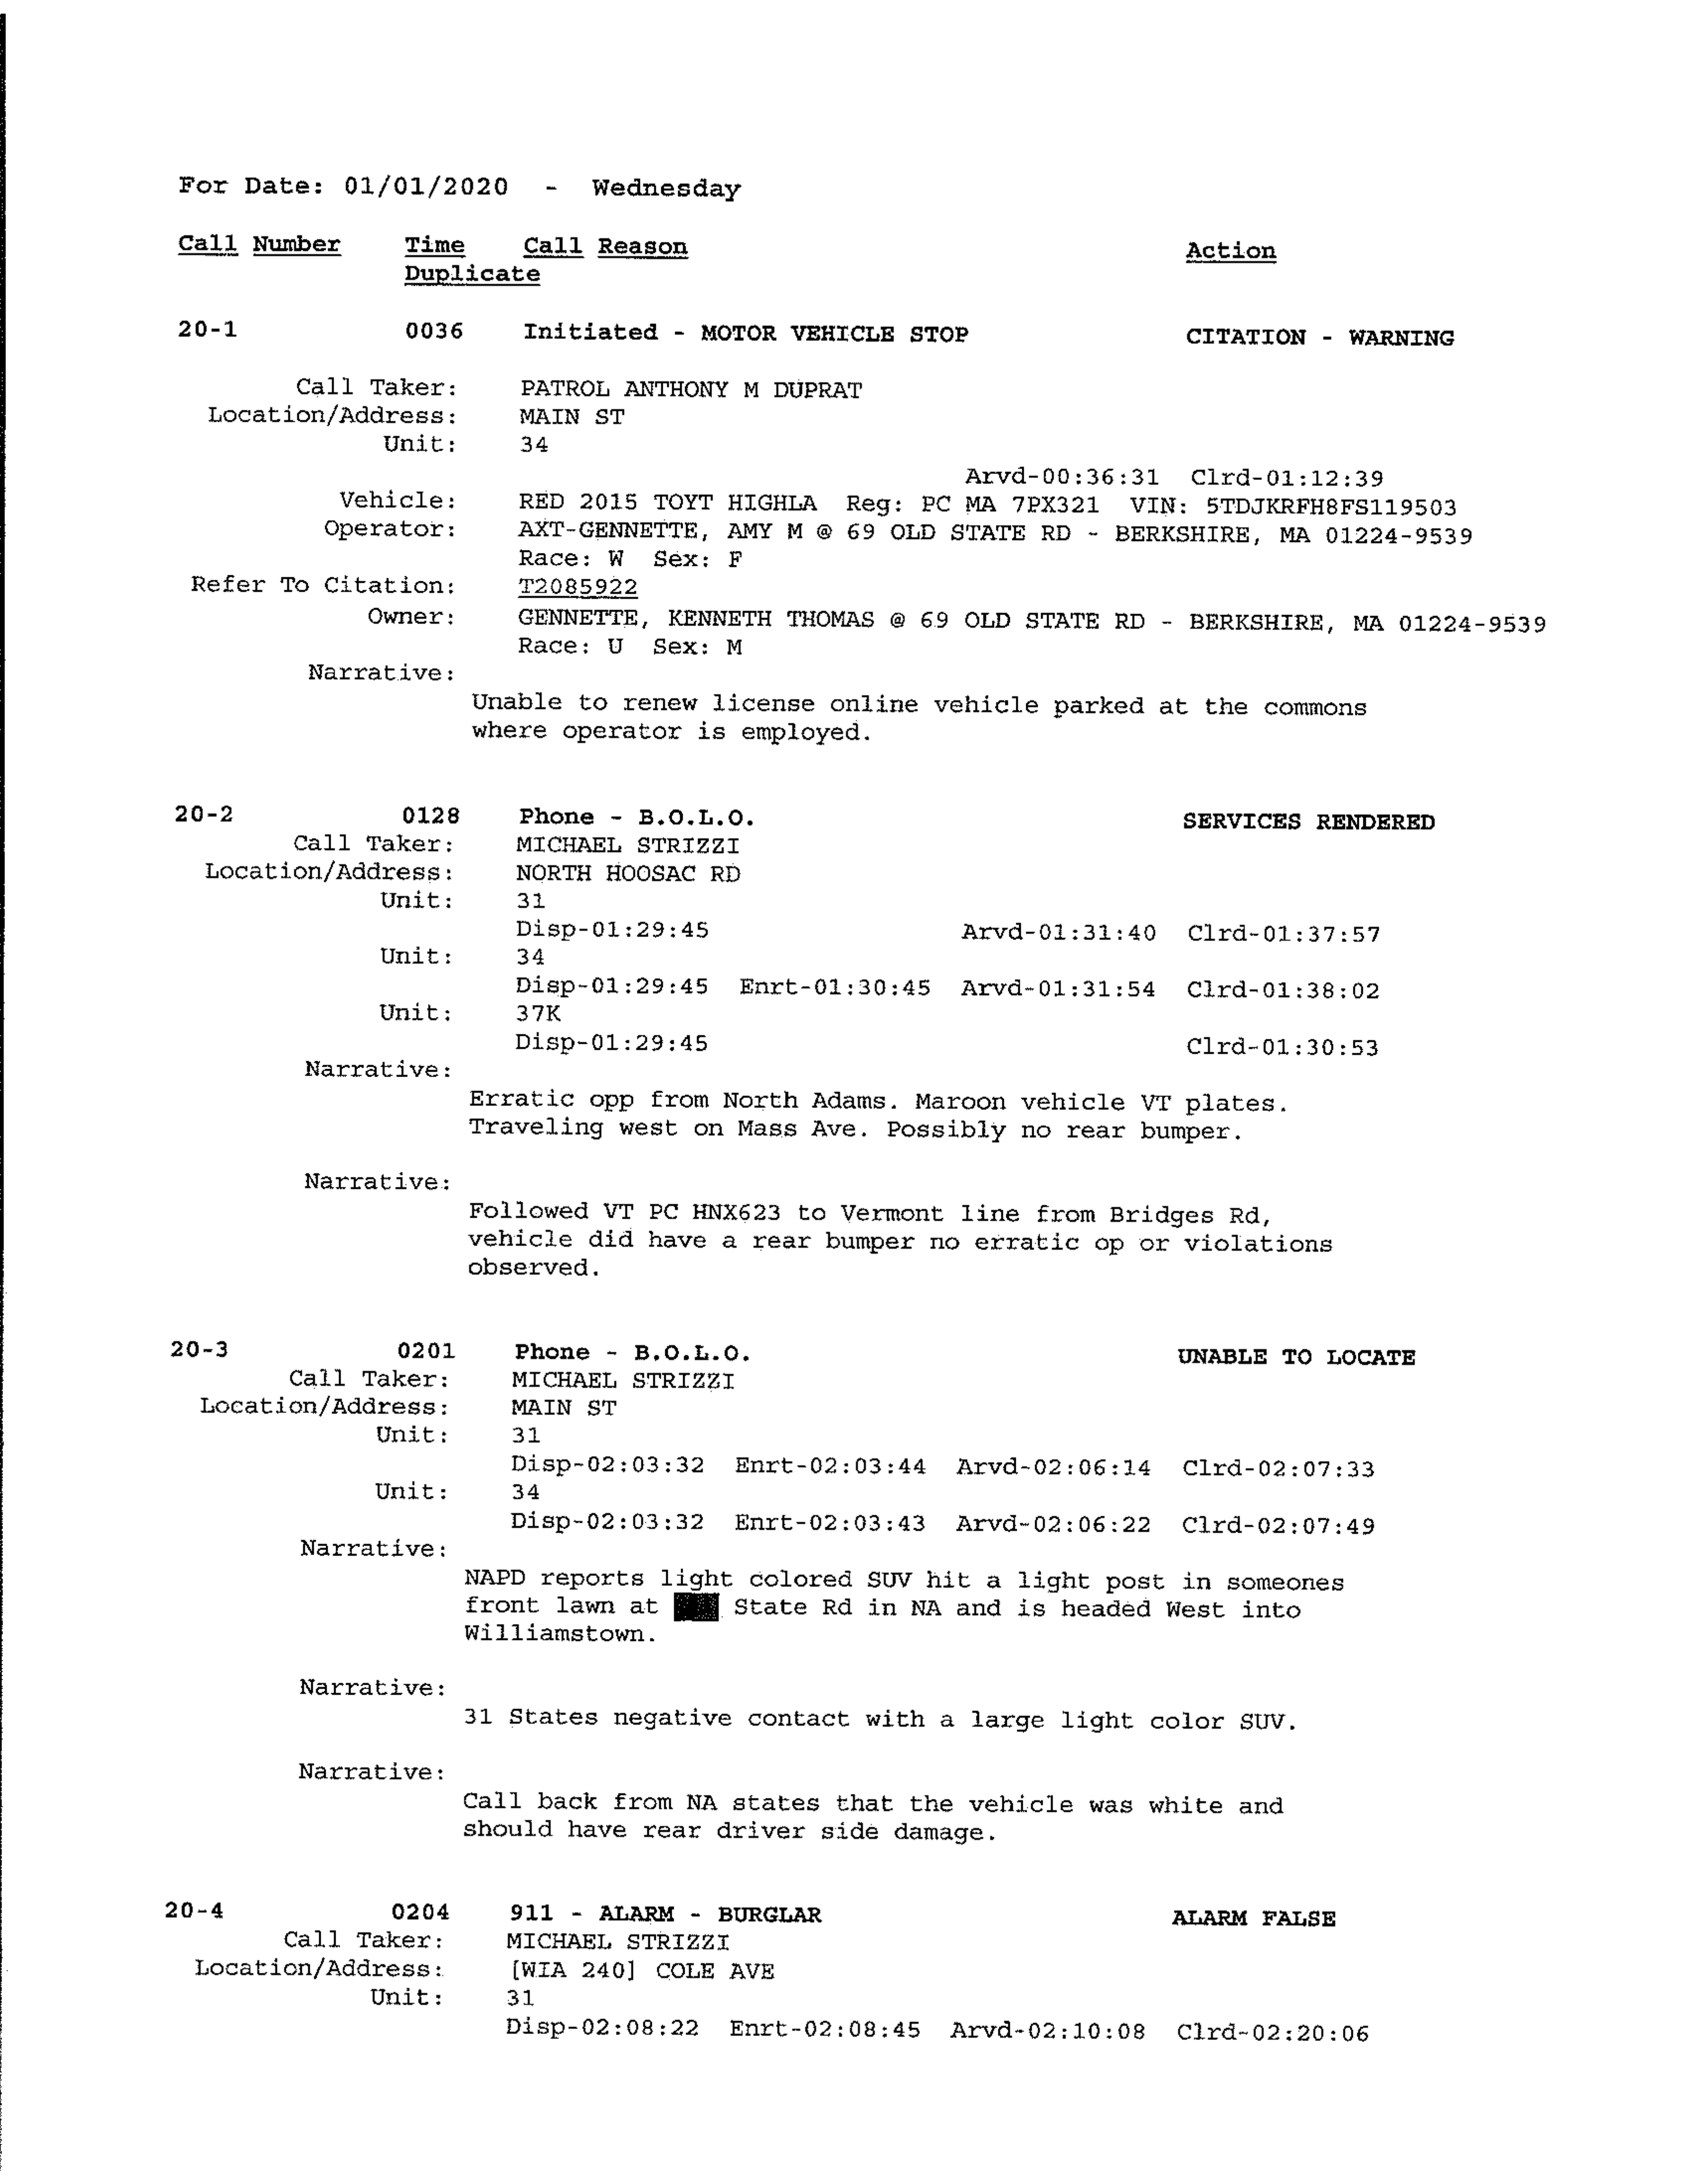 For Date: 01/01/2020 - Wednesday
Call Number Time Call Reason Action
Duplicate
20-1 0036 Initiated - MOTOR VEHICLE STOP CITATION - WARNING
Call Taker: PATROL ANTHONY M DUPRAT
Location/Address: MAIN ST
Unit: 34
Arvd-00:36:31 Clrd-01:12:39
Vehicle: RED 2015 TOYT HIGHLA Reg: PC MA 7PX321 VIN: 5TDJKRFH8FS119503
Operator: AXT-GENNETTE, AMY M @ 69 OLD STATE RD - BERKSHIRE, MA 01224-9539
Race: W Sex: F
Refer To Citation: T2085922
Owner: GENNETTE, KENNETH THOMAS @ 69 OLD STATE RD - BERKSHIRE, MA 01224-9539
Race: U Sex: M
Narrative:
Unable to renew license online vehicle parked at the commons
where operator is employed.
20-2 0128 Phone - B.O.L.O. SERVICES RENDERED
Call Taker: MICHAEL STRIZZI
Location/Address: NORTH HOOSAC RD
Unit: 31
Disp-01:29:45 Arvd-01:31:40 Clrd-01:37:57
Unit: 34
Disp-01:29:45 Enrt-01:30:45 Arvd-01:31:54 Clrd-01:38:02
Unit: 37K
Disp-01:29:45 Clrd-01:30:53
Narrative:
Erratic opp from North Adams. Maroon vehicle VT plates.
Traveling west on Mass Ave. Possibly no rear bumper.
Narrative:
Followed VT PC HNX623 to Vermont line from Bridges Rd,
vehicle did have a rear bumper no erratic op or violations
observed.
20-3 0201 Phone - B.O.L.O. UNABLE TO LOCATE
Call Taker: MICHAEL STRIZZI
Location/Address: MAIN ST
Unit: 31
Disp-02:03:32 Enrt-02:03:44 Arvd-02:06:14 Clrd-02:07:33
Unit: 34
Disp-02:03:32 Enrt-02:03:43 Arvd-02:06:22 Clrd-02:07:49
Narrative:
NAPD reports light colored SUV hit a light post in someones
front lawn at State Rd in NA and is headed West into
Williamstown.
Narrative:
31 States negative contact with a large light color SUV.
Narrative:
Call back from NA states that the vehicle was white and
should have rear driver side damage.
20-4 0204 911 - ALARM - BURGLAR ALARM FALSE
Call Taker: MICHAEL STRIZZI
Location/Address: [WIA 240] COLE AVE
Unit: 31
Disp-02:08:22 Enrt-02:08:45 Arvd-02:10:08 Clrd-02:20:06